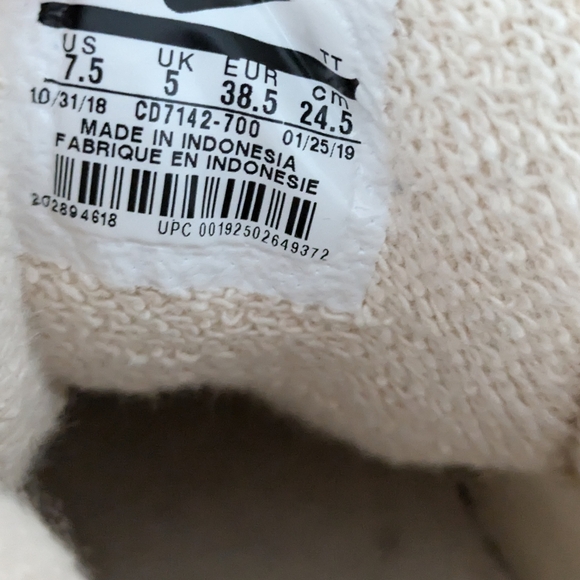 TT
US UK EUR cm
7.5 5 38.5 24.5
10/31/18 CD7142-700 01/25/19
MADE IN INDONESIA
FABRIQUE EN INDONESIE
202894618 UPC 00192502649372